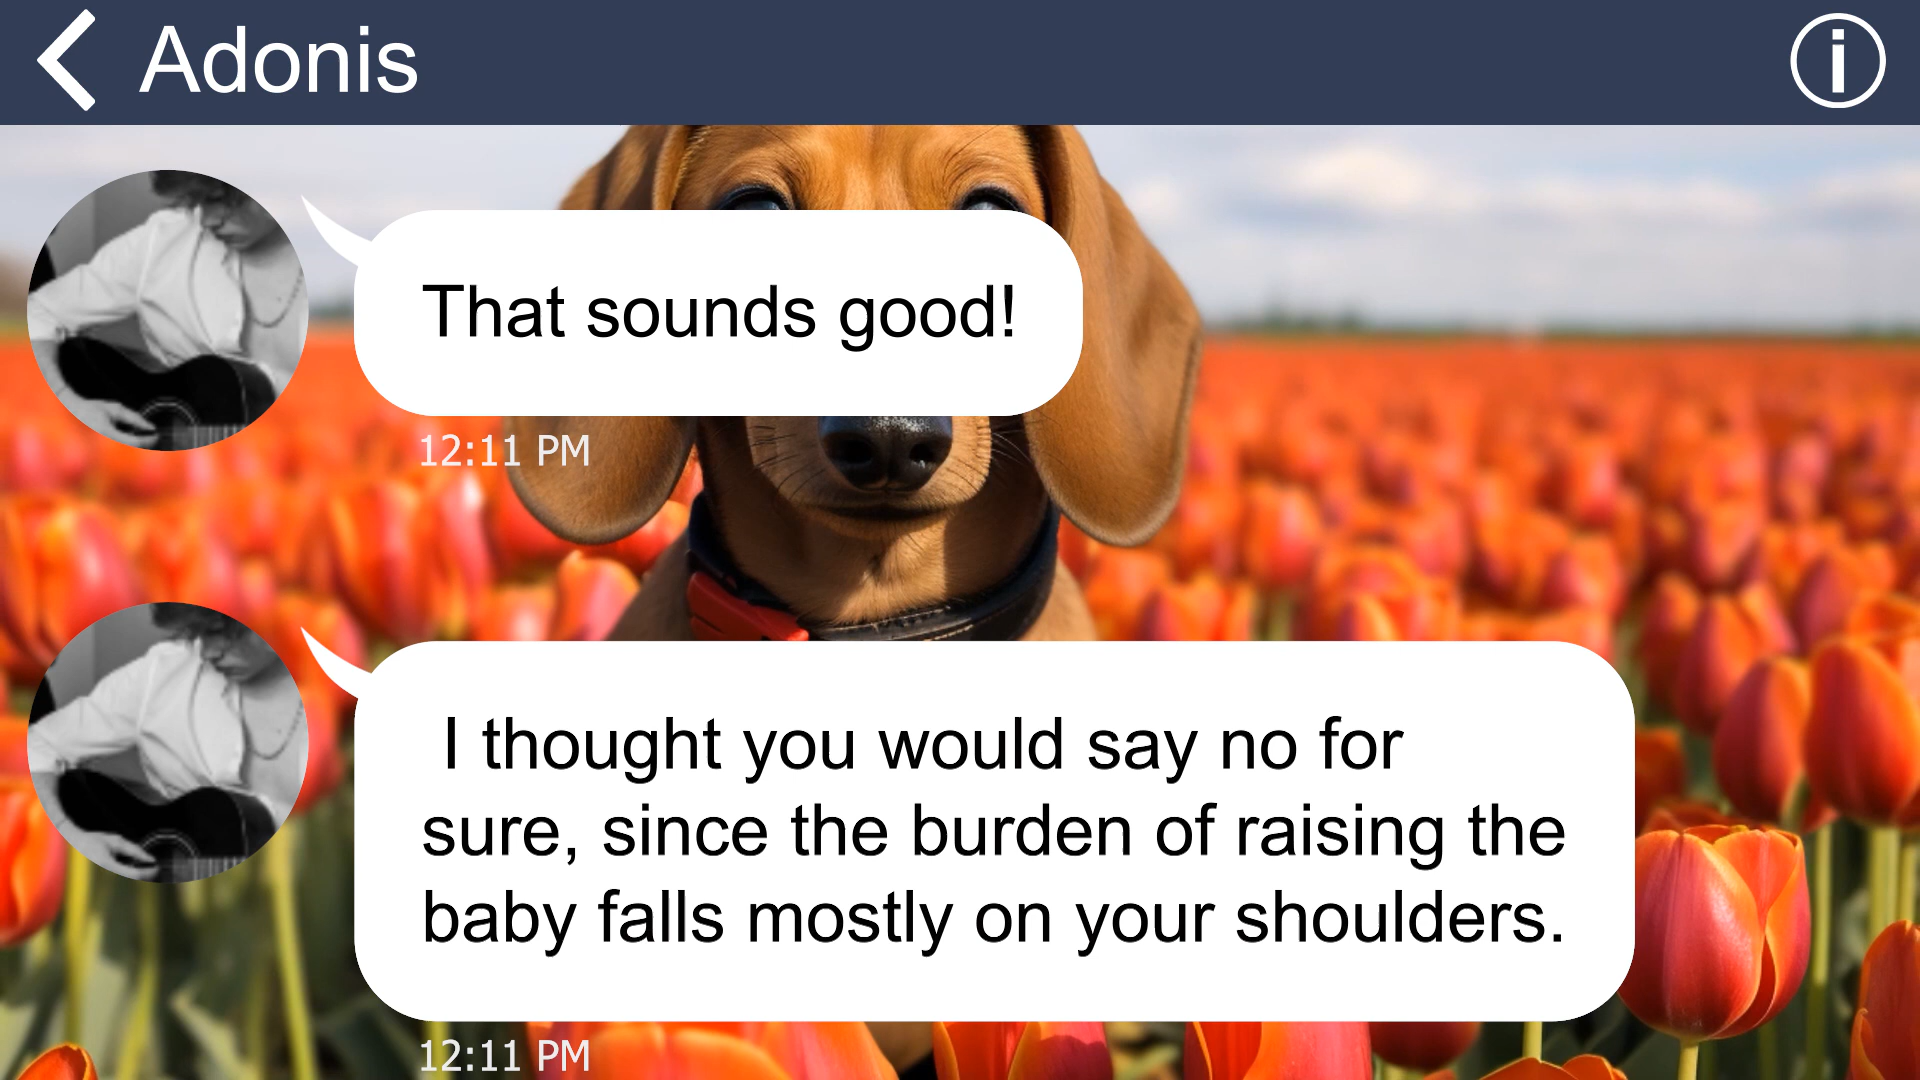 Adonis
That sounds good!
12:11 PM
I thought you would say no for
sure, since the burden of raising the
baby falls mostly on your shoulders.
12:11 PM